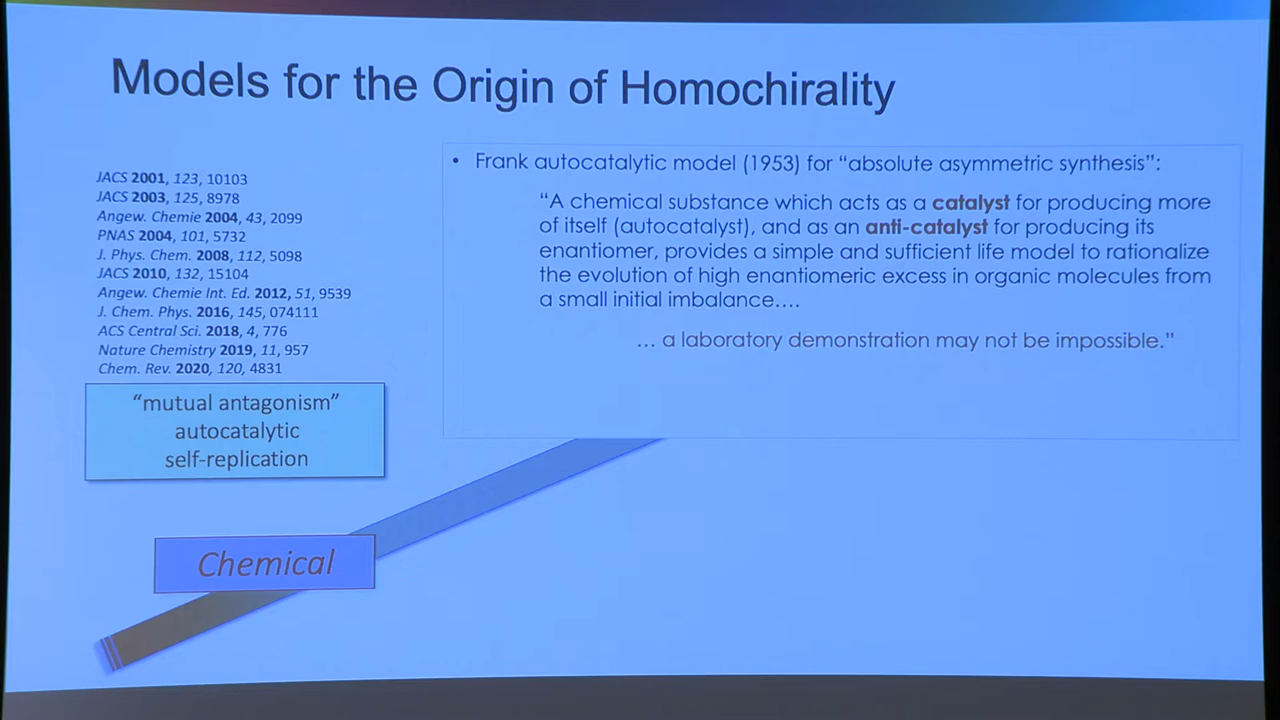 Models for the Origin of Homochirality
JACS 2001, 123, 10103
JACS 2003, 125, 8978
Angew. Chemie 2004, 43, 2099
PNAS 2004, 101, 5732
J. Phys. Chem. 2008, 112, 5098
JACS 2010, 132, 15104
Angew. Chemie Int. Ed. 2012, 51, 9539
J. Chem. Phys. 2016, 145, 074111
ACS Central Sci. 2018, 4, 776
Nature Chemistry 2019, 11, 957
Chem. Rev. 2020, 120, 4831
“mutual antagonism”
autocatalytic
self-replication
Chemical
• Frank autocatalytic model (1953) for “absolute asymmetric synthesis”:
“A chemical substance which acts as a catalyst for producing more
of itself (autocatalyst), and as an anti-catalyst for producing its
enantiomer, provides a simple and sufficient life model to rationalize
the evolution of high enantiomeric excess in organic molecules from
a small initial imbalance….
… a laboratory demonstration may not be impossible.”